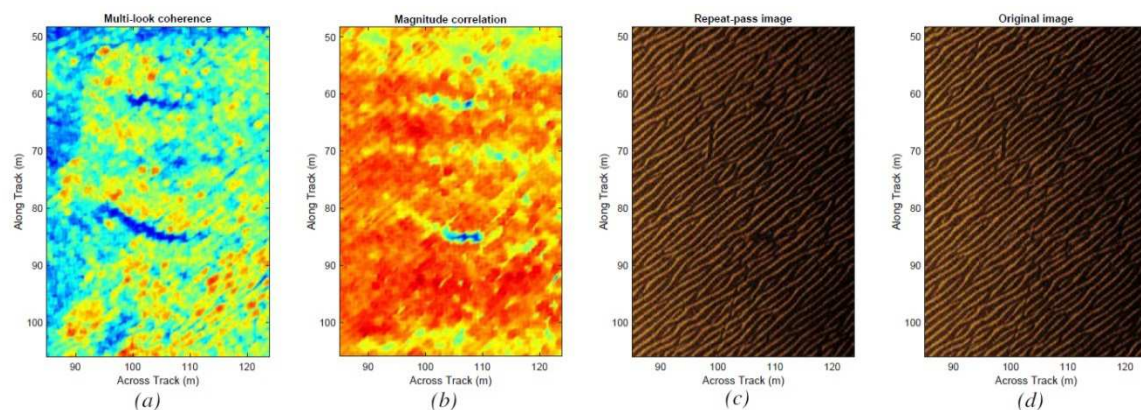 Multi-look coherence
50
60
70
80
90
100
Along Track (m)
90 100 110 120
Across Track (m)
(a)
Magnitude correlation
50
60
70
80
90
100
Along Track (m)
90 100 110 120
Across Track (m)
(b)
Repeat-pass image
50
60
70
80
90
100
Along Track (m)
90 100 110 120
Across Track (m)
(c)
Original image
50
60
70
80
90
100
Along Track (m)
90 100 110 120
Across Track (m)
(d)